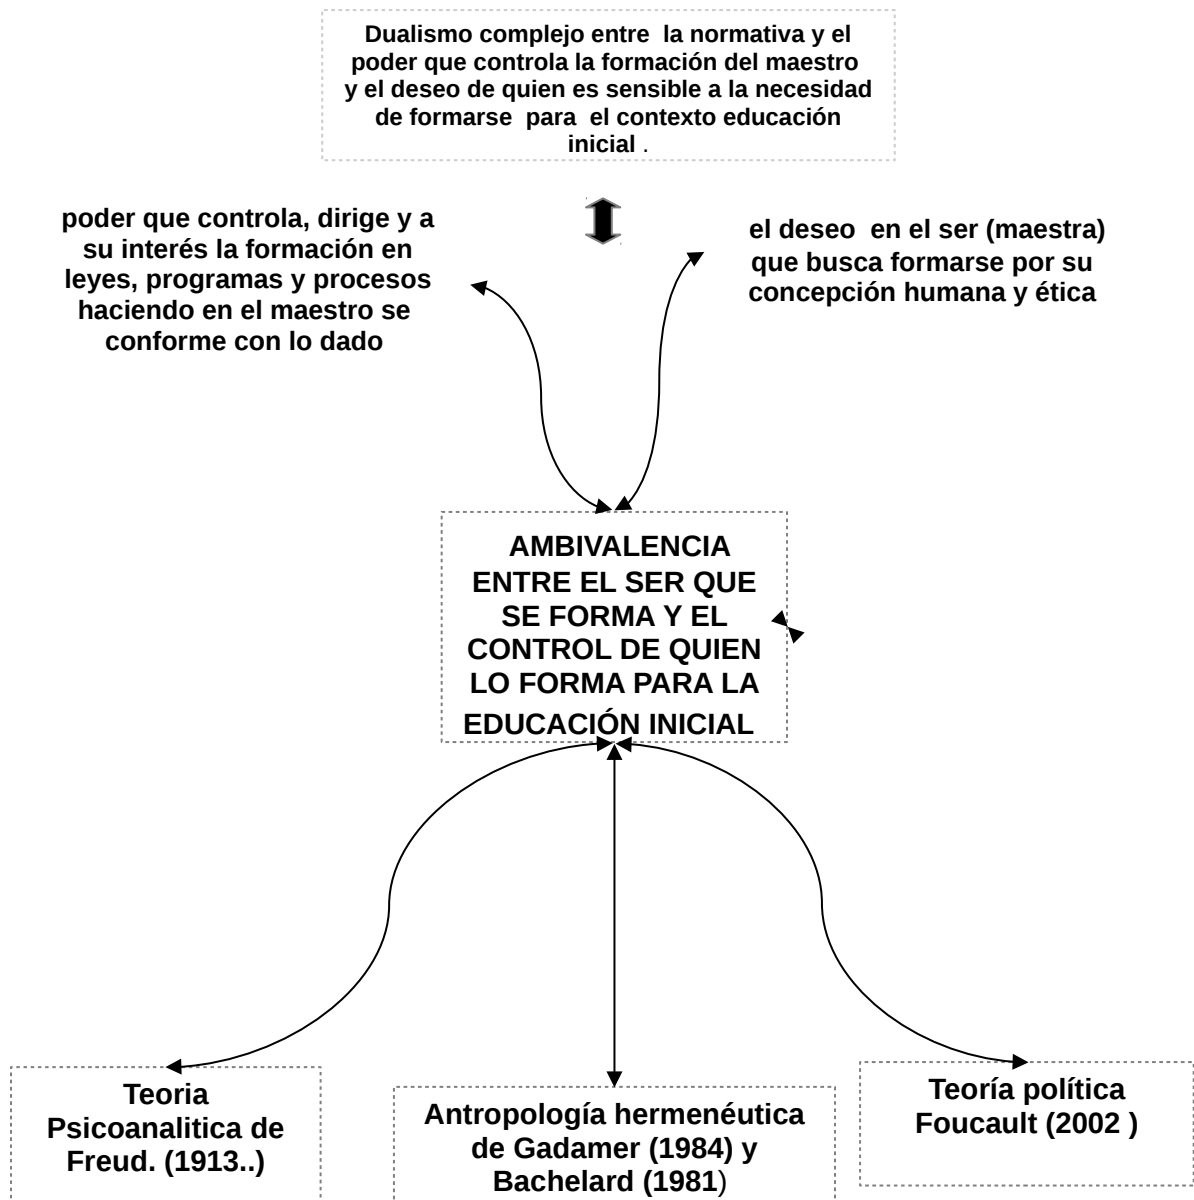 Dualismo complejo entre la normativa y el
poder que controla la formación del maestro
y el deseo de quien es sensible a la necesidad
de formarse para el contexto educación
inicial .
poder que controla, dirige y a
su interés la formación en
leyes, programas y procesos
haciendo en el maestro se
conforme con lo dado
el deseo en el ser (maestra)
que busca formarse por su
concepción humana y ética
AMBIVALENCIA
ENTRE EL SER QUE
SE FORMA Y EL
CONTROL DE QUIEN
LO FORMA PARA LA
EDUCACIÓN INICIAL
Teoria
Psicoanalitica de
Freud. (1913..)
Antropología hermenéutica
de Gadamer (1984) y
Bachelard (1981)
Teoría política
Foucault (2002 )